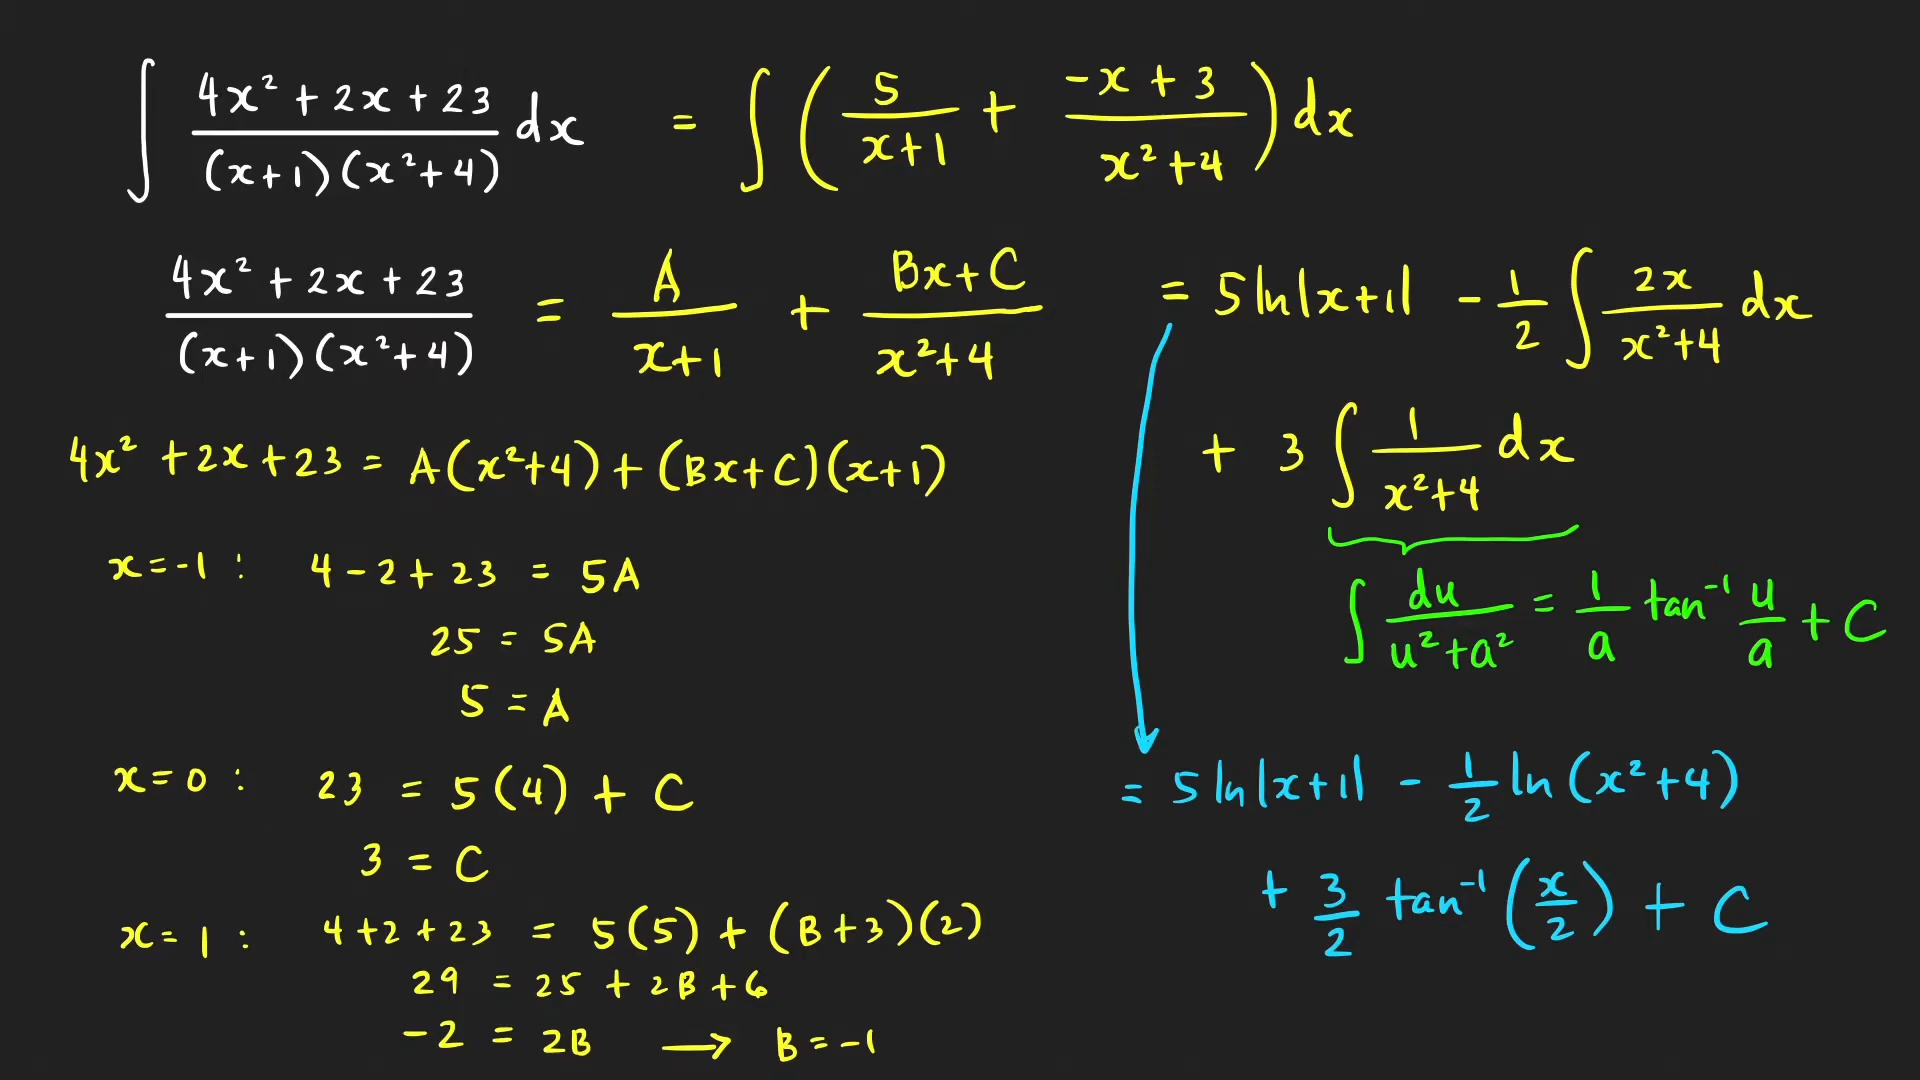 ∫ (4x² + 2x + 23)/((x+1)(x²+4)) dx = ∫ (5/(x+1) + (-x+3)/(x²+4)) dx
(4x² + 2x + 23)/((x+1)(x²+4)) = A/(x+1) + (Bx+C)/(x²+4)
4x² + 2x + 23 = A(x²+4) + (Bx+C)(x+1)
x = -1 : 4 - 2 + 23 = 5A
25 = 5A
5 = A
x = 0 : 23 = 5(4) + C
3 = C
x = 1 : 4 + 2 + 23 = 5(5) + (B+3)(2)
29 = 25 + 2B + 6
-2 = 2B → B = -1
= 5 ln|x+1| - 1/2 ∫ 2x/(x²+4) dx
+ 3 ∫ 1/(x²+4) dx
∫ du/(u²+a²) = 1/a tan⁻¹ u/a + C
= 5 ln|x+1| - 1/2 ln(x²+4)
+ 3/2 tan⁻¹(x/2) + C